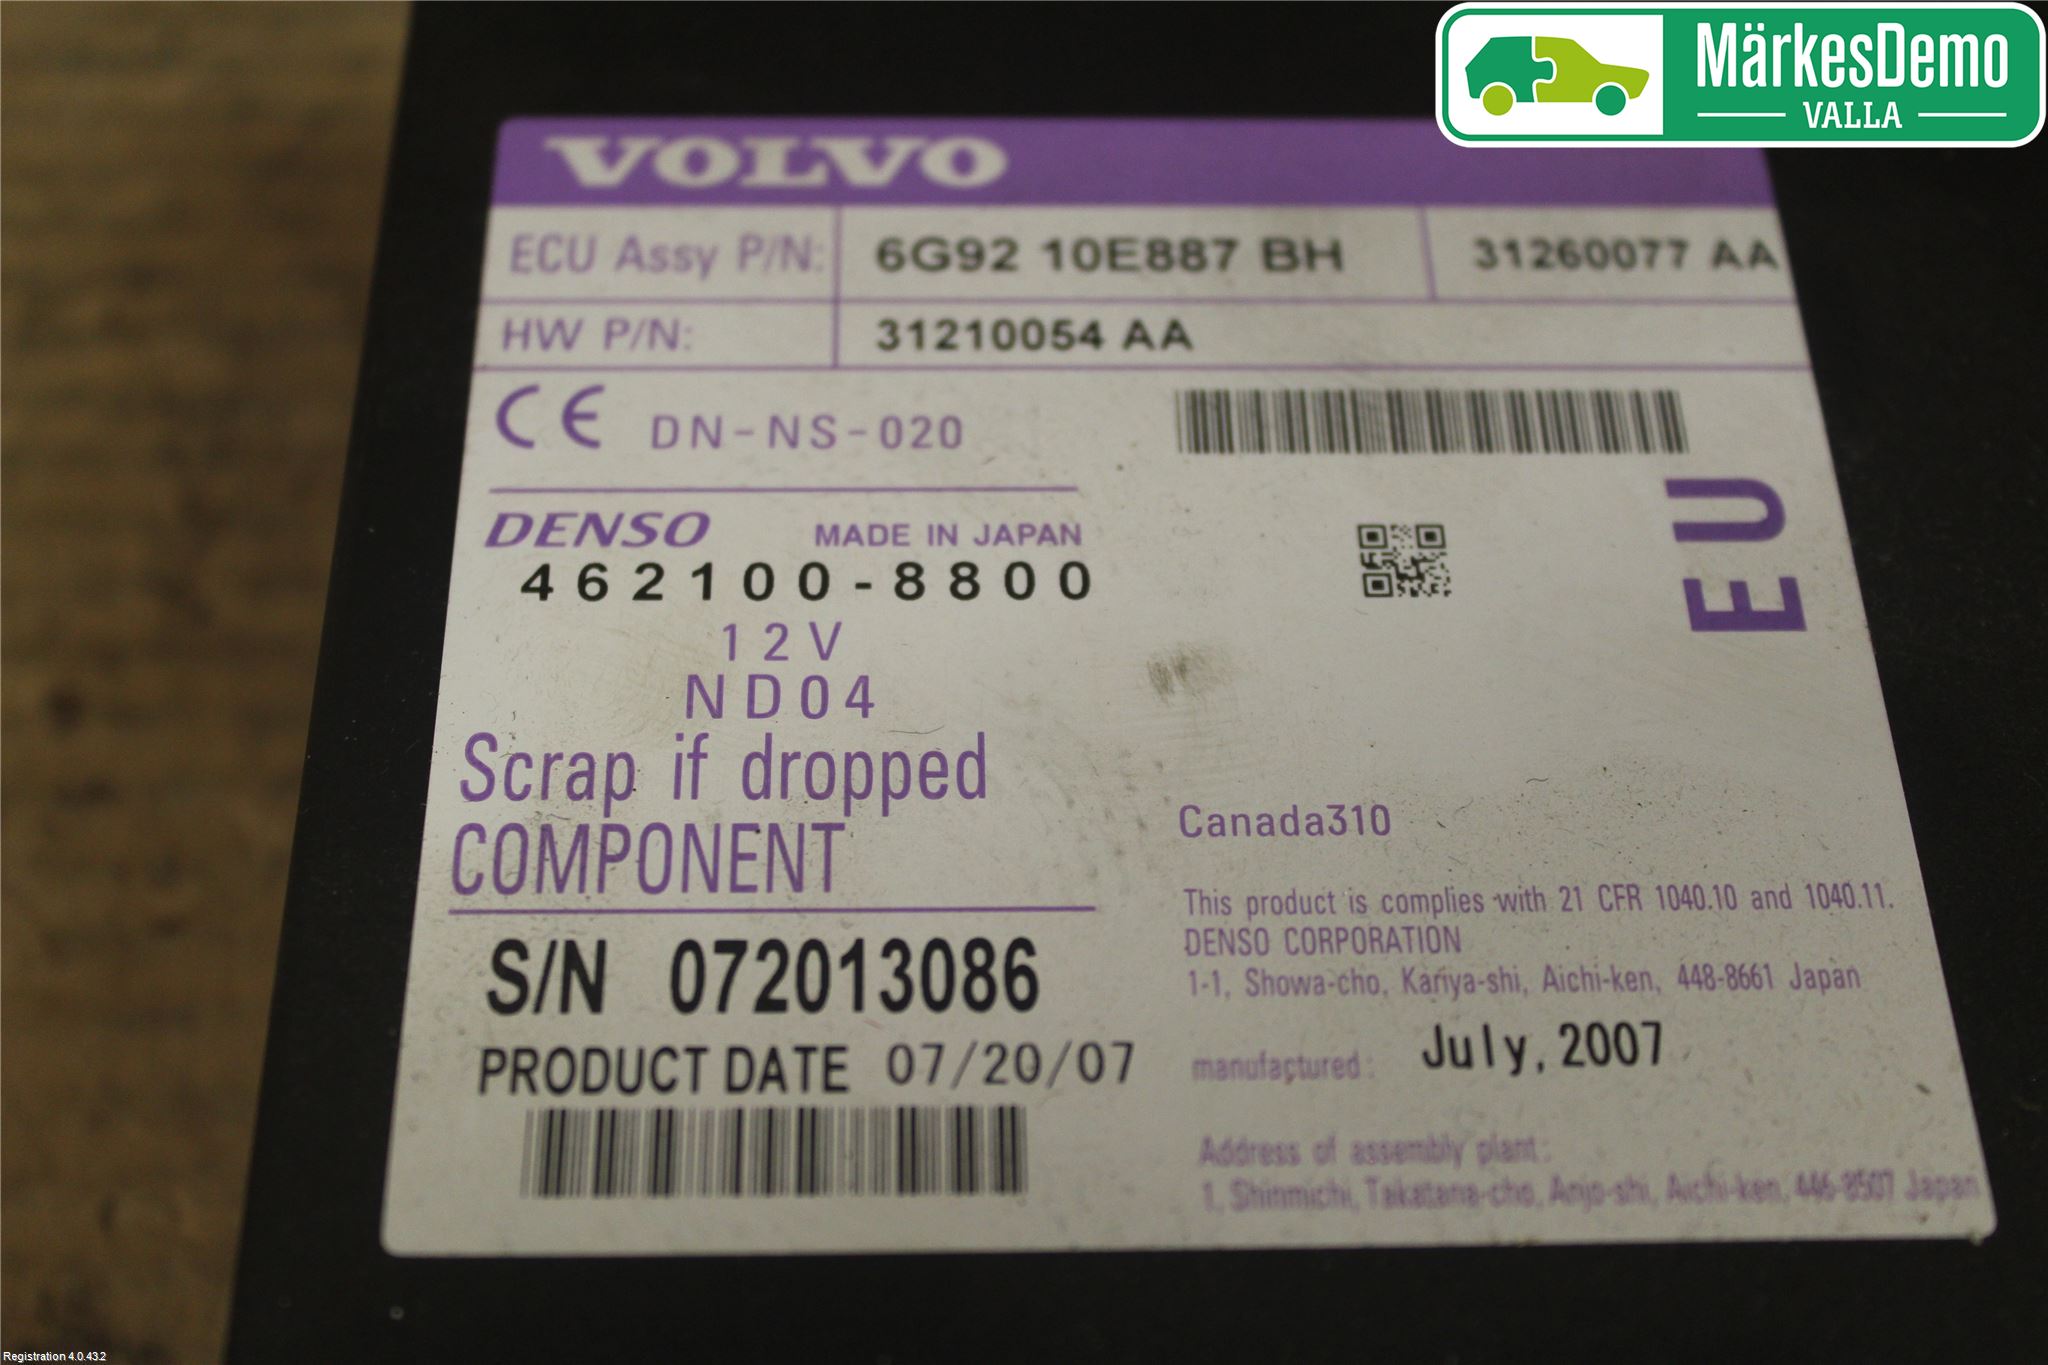 MärkesDemo
VALLA
VOLVO
ECU Assy P/N: 6G92 10E887 BH 31260077 AA
HW P/N: 31210054 AA
CE DN-NS-020
DENSO MADE IN JAPAN
462100-8800
EU
12V
ND04
Scrap if dropped
COMPONENT
Canada310
This product is complies with 21 CFR 1040.10 and 1040.11.
DENSO CORPORATION
1-1, Showa-cho, Kariya-shi, Aichi-ken, 448-8661 Japan
S/N 072013086
PRODUCT DATE 07/20/07
manufactured: July, 2007
Address of assembly plant:
1, Shinmichi, Takatana-cho, Anjo-shi, Aichi-ken, 446-8507 Japan
Registration 4.0.43.2